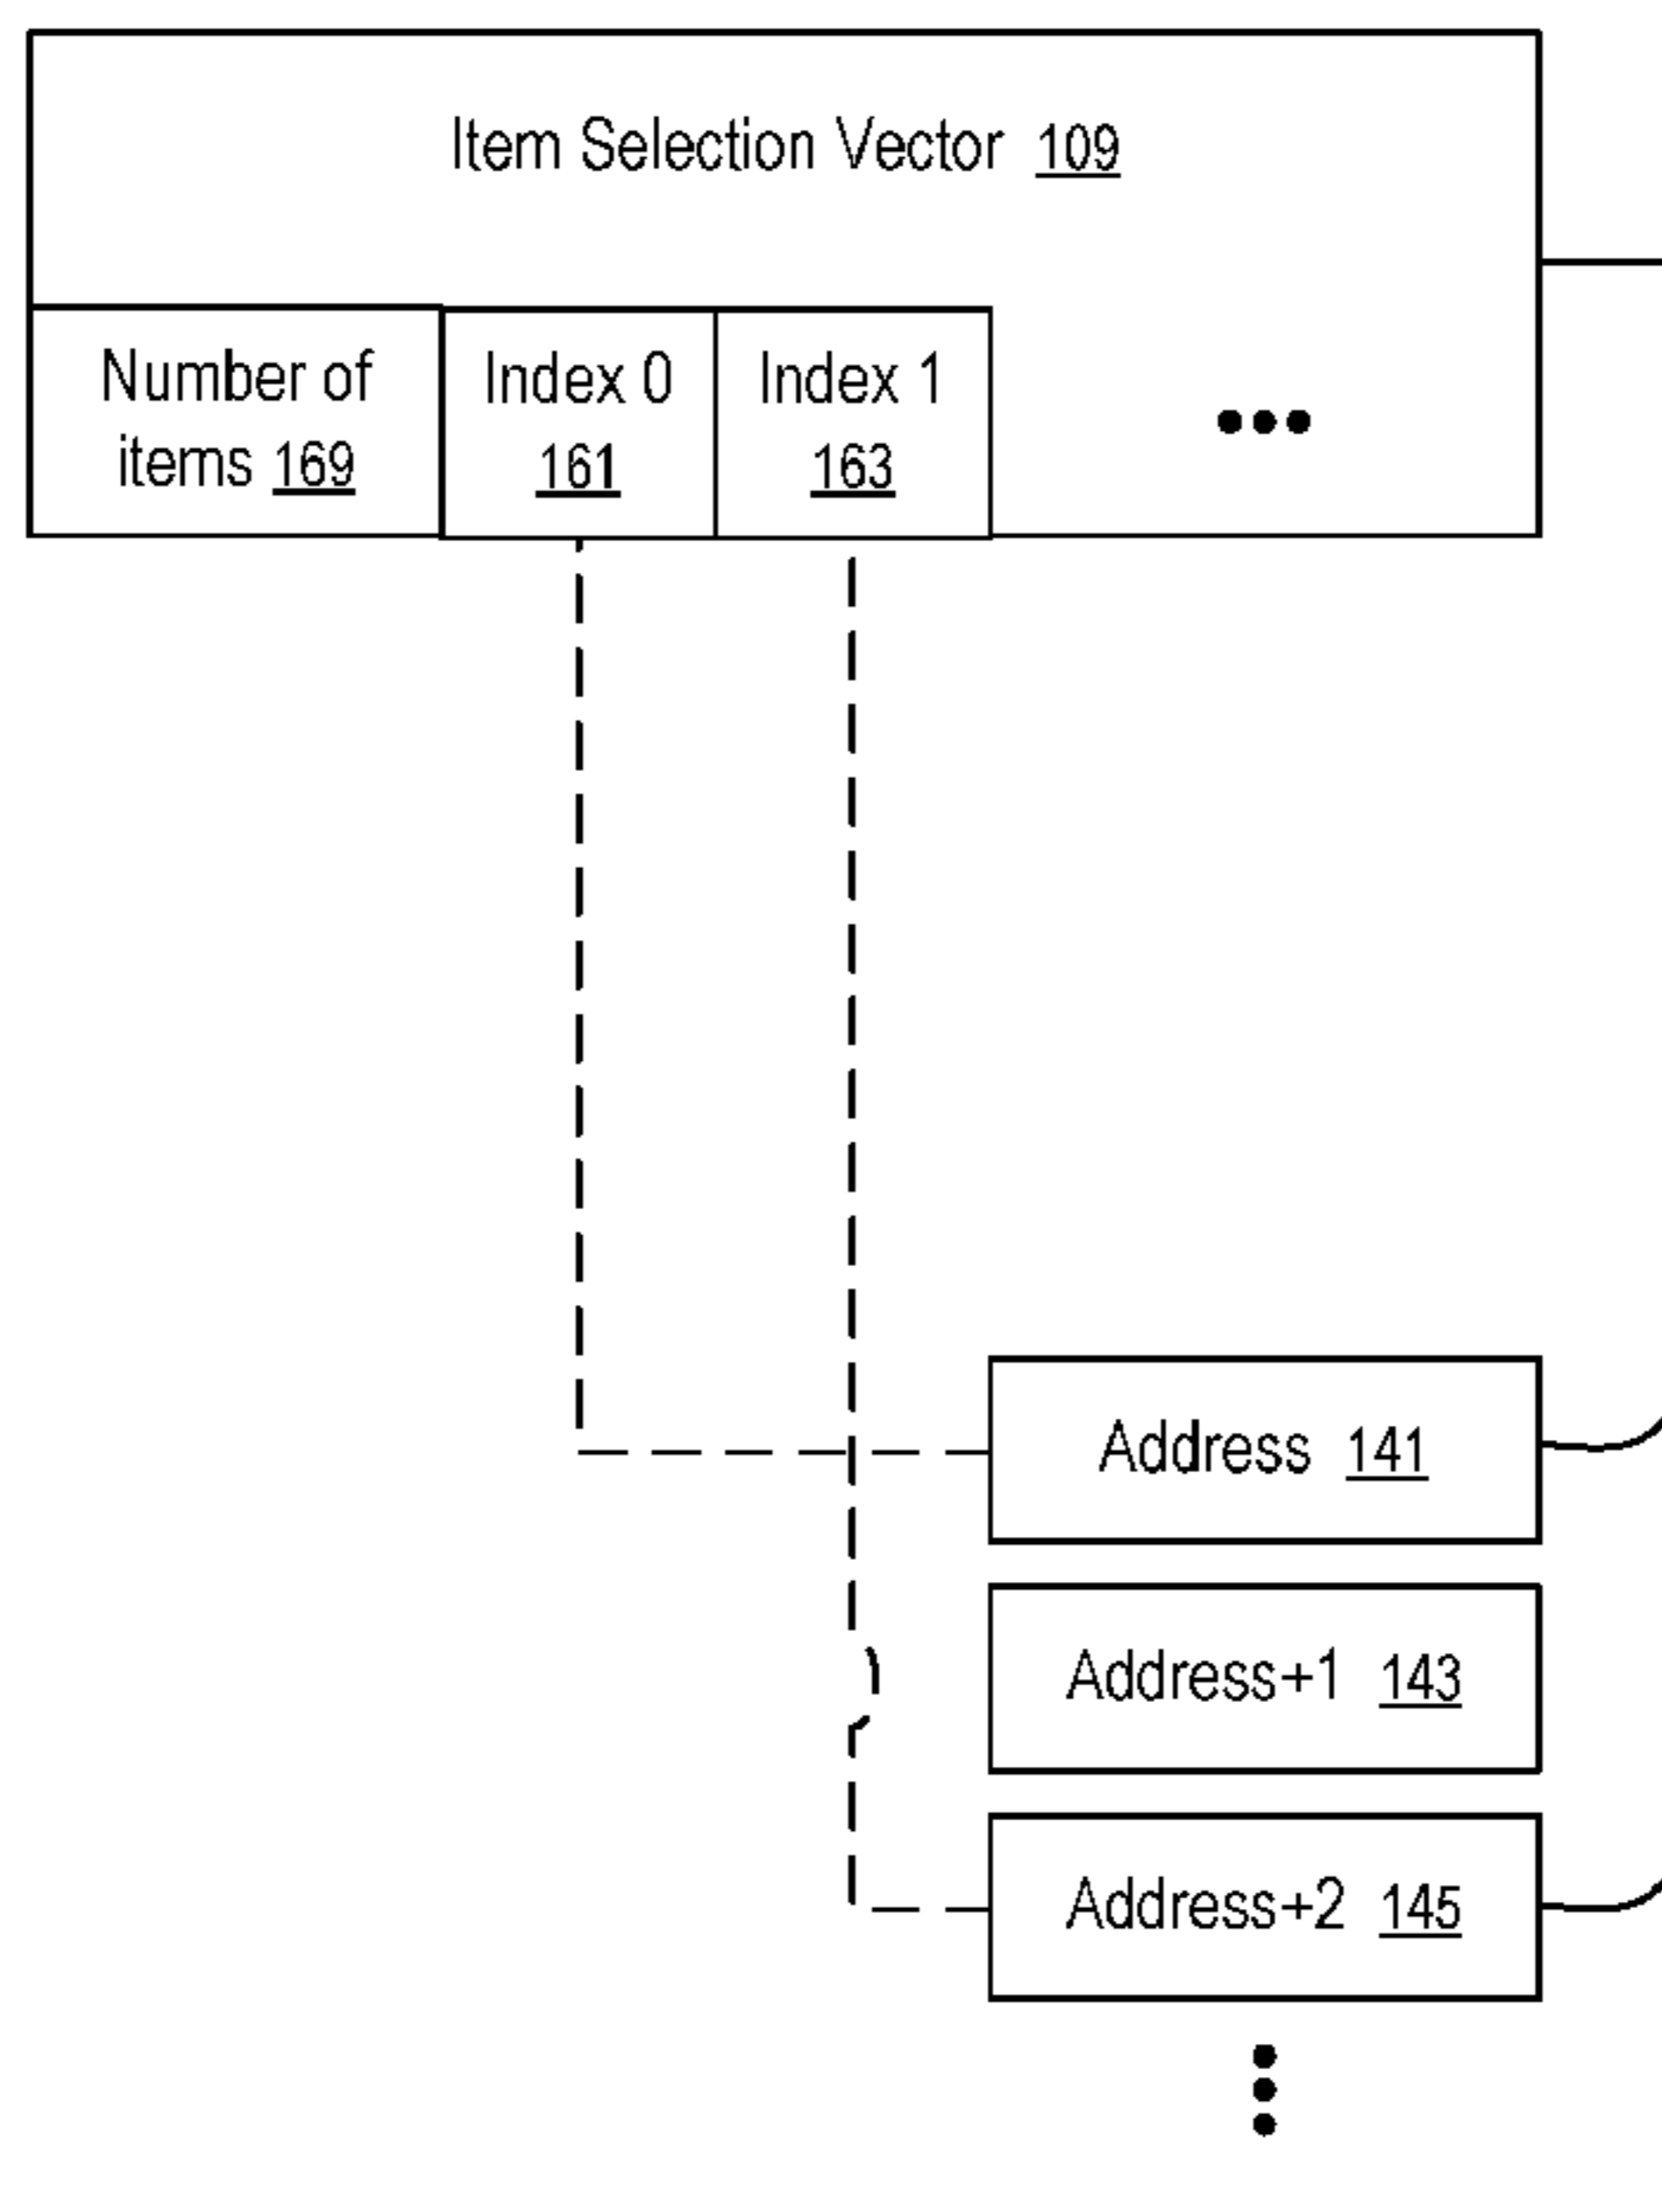 Item Selection Vector 109
Number of
items 169
Index 0
161
Index 1
163
Address 141
Address+1 143
Address+2 145